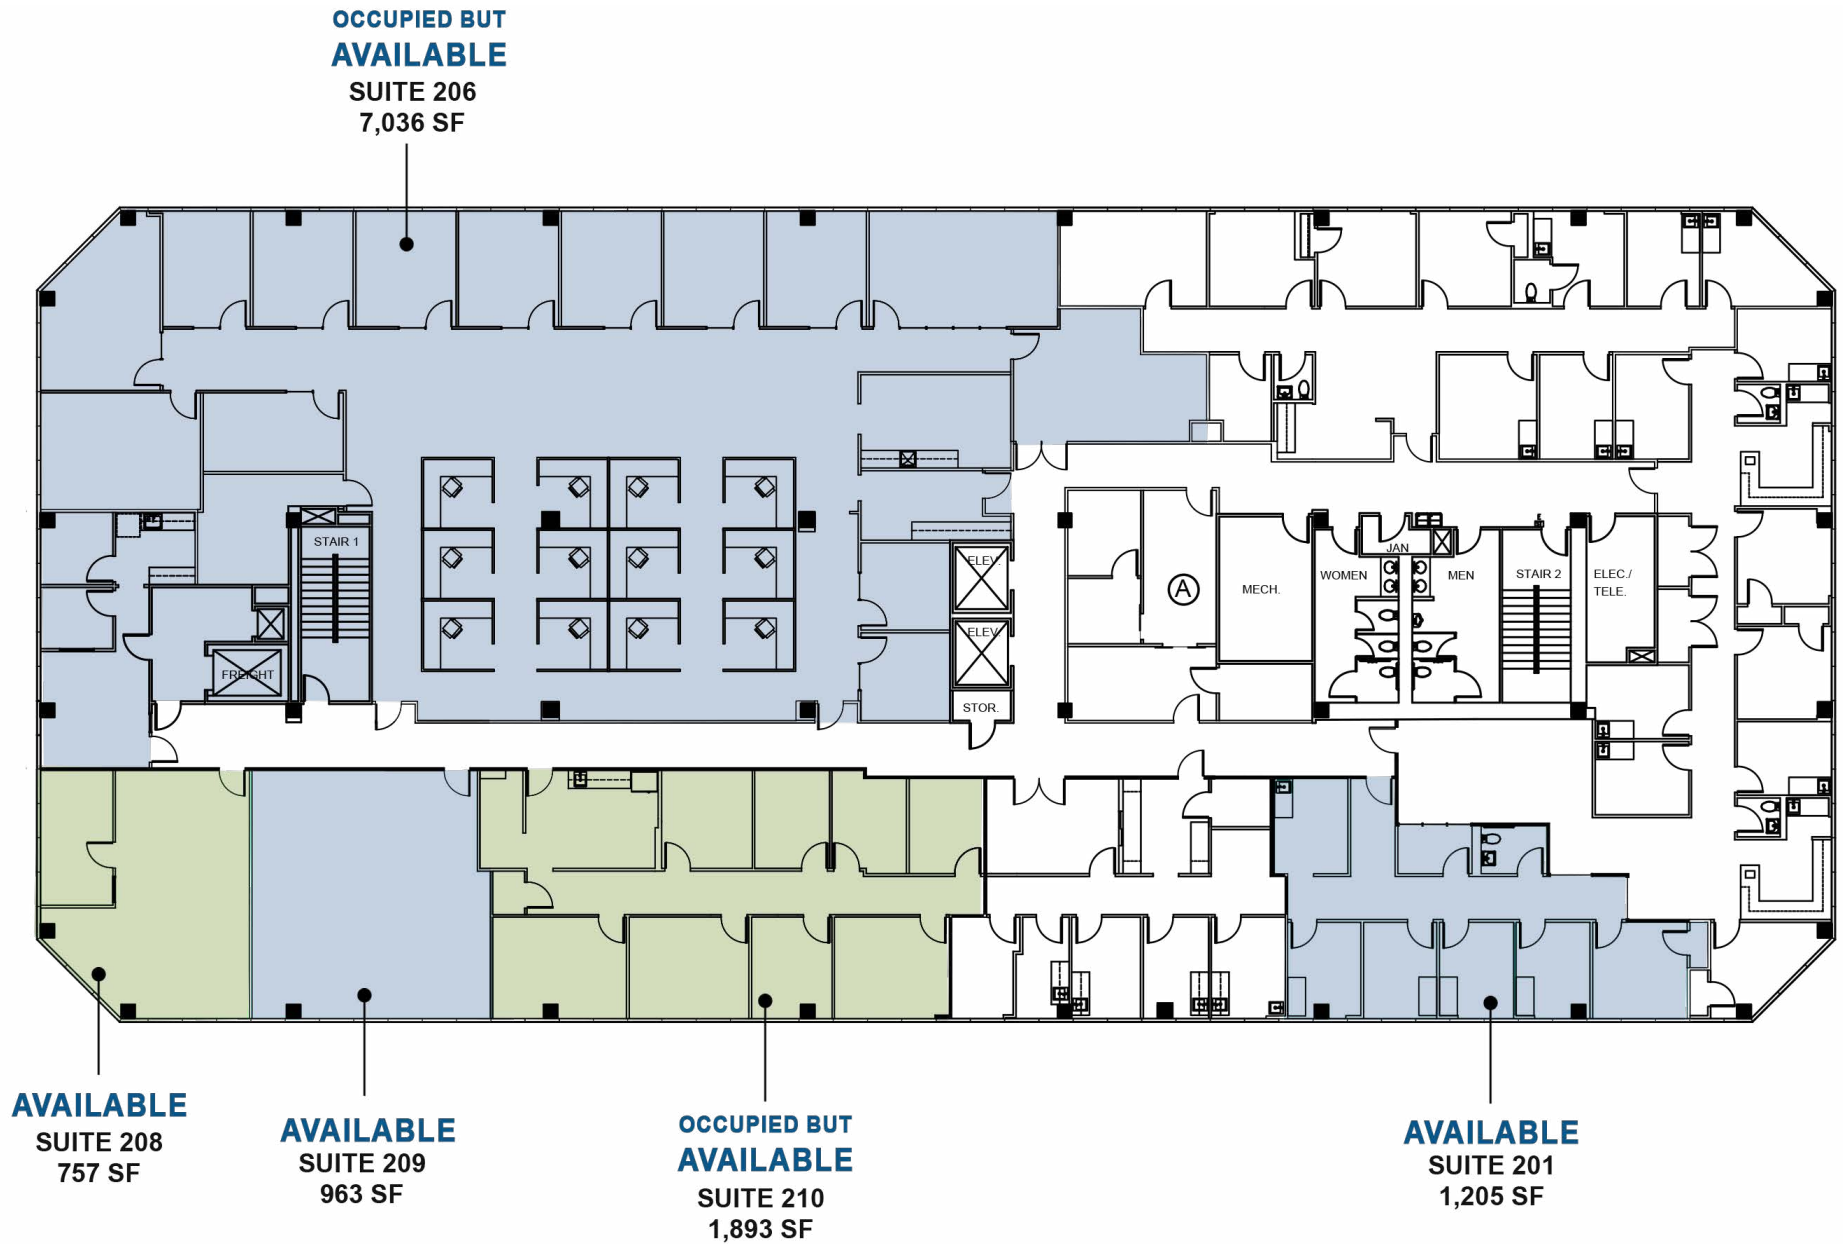 OCCUPIED BUT
AVAILABLE
SUITE 206
7,036 SF
STAIR 1
ELEV.
ELEV.
FREIGHT
STOR.
A
MECH.
WOMEN
JAN
MEN
STAIR 2
ELEC./
TELE.
AVAILABLE
SUITE 208
757 SF
AVAILABLE
SUITE 209
963 SF
OCCUPIED BUT
AVAILABLE
SUITE 210
1,893 SF
AVAILABLE
SUITE 201
1,205 SF